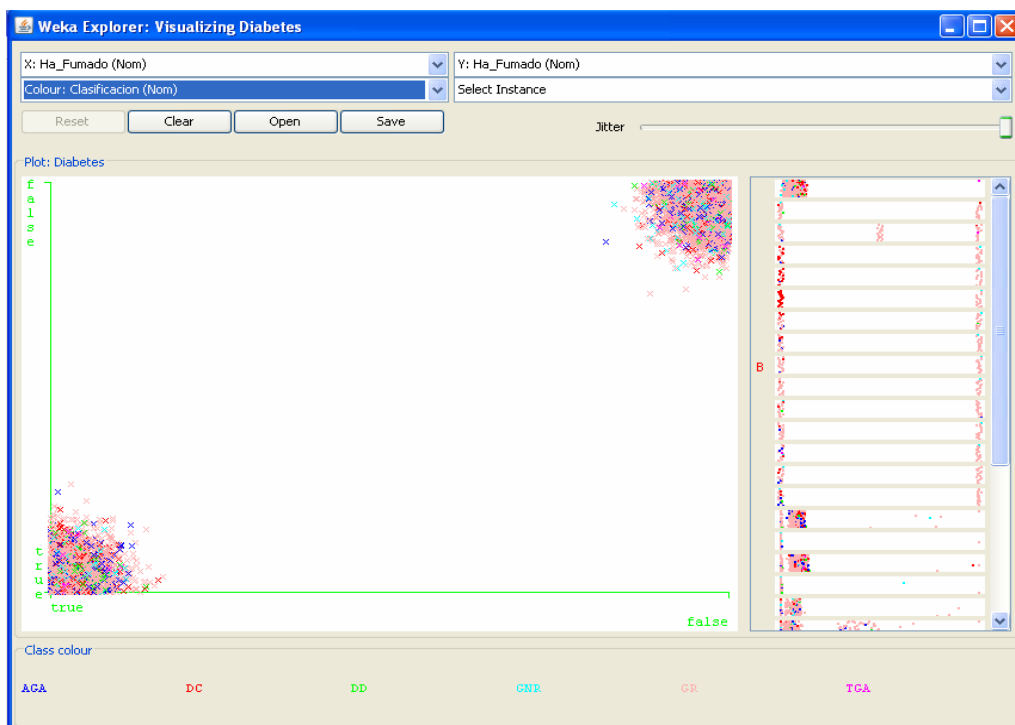 Weka Explorer: Visualizing Diabetes
X: Ha_Fumado (Nom)
Y: Ha_Fumado (Nom)
Colour: Clasificacion (Nom)
Select Instance
Reset
Clear
Open
Save
Jitter
Plot: Diabetes
false
true
true
false
B
Class colour
AGA
DC
DD
GNR
GR
TGA